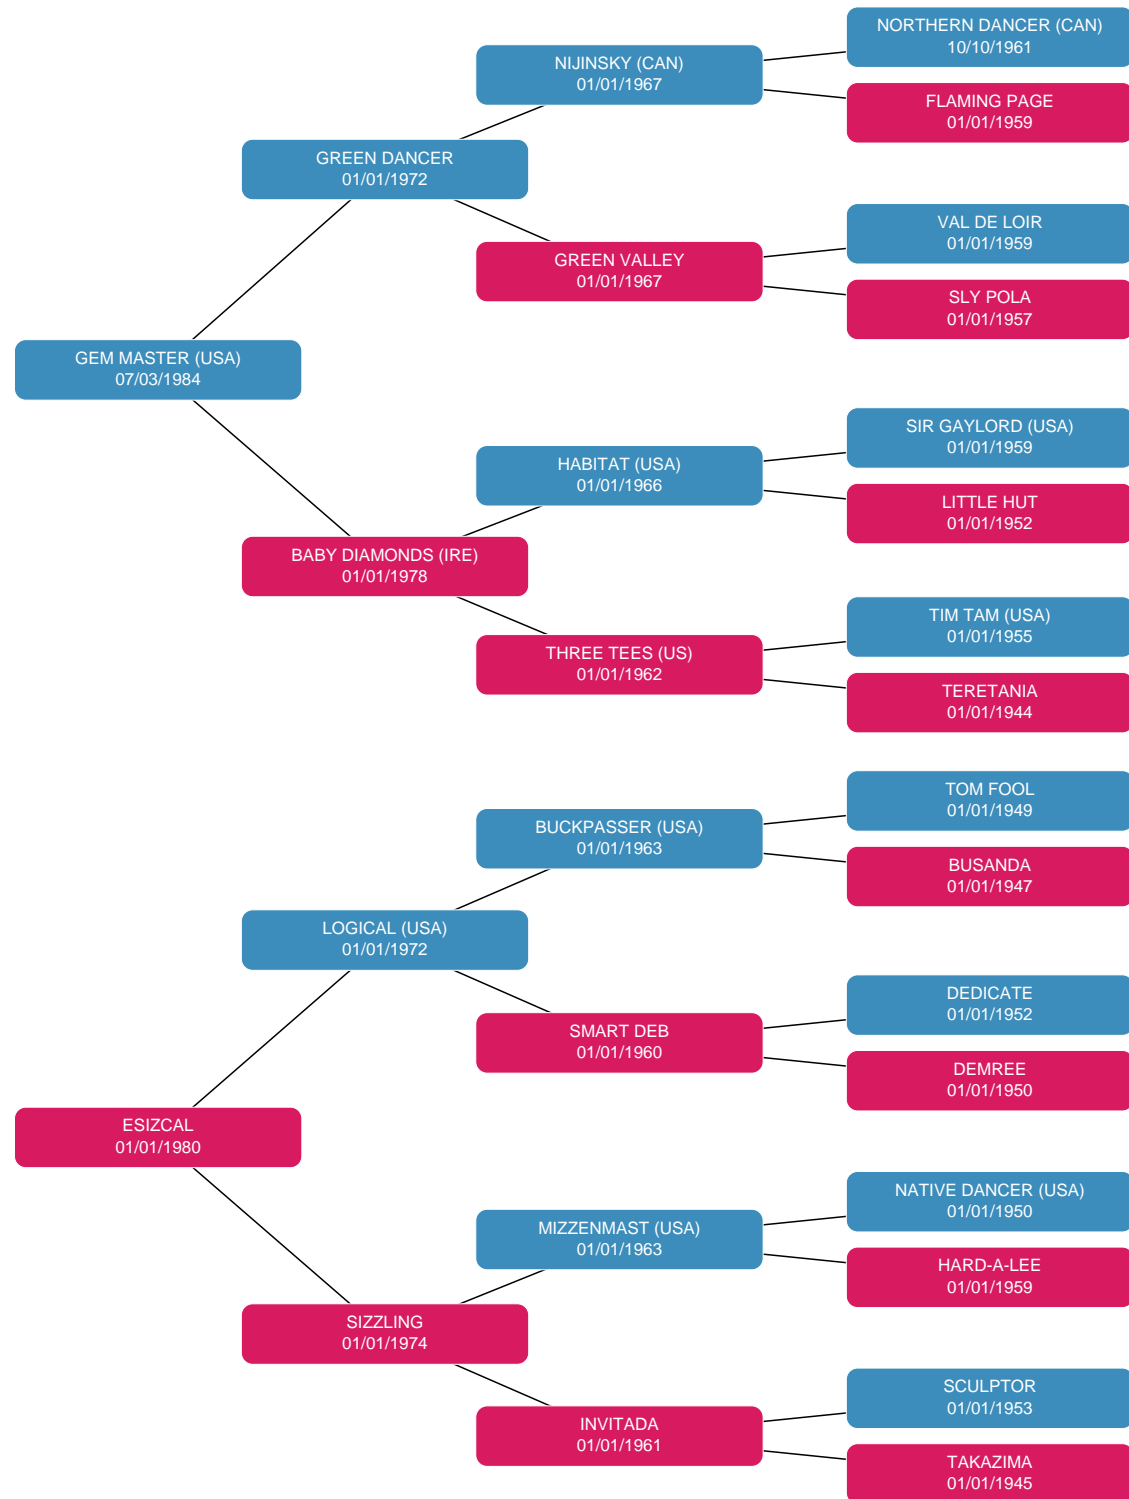 NORTHERN DANCER (CAN)
10/10/1961
NIJINSKY (CAN)
01/01/1967
FLAMING PAGE
01/01/1959
GREEN DANCER
01/01/1972
VAL DE LOIR
01/01/1959
GREEN VALLEY
01/01/1967
SLY POLA
01/01/1957
GEM MASTER (USA)
07/03/1984
SIR GAYLORD (USA)
01/01/1959
HABITAT (USA)
01/01/1966
LITTLE HUT
01/01/1952
BABY DIAMONDS (IRE)
01/01/1978
TIM TAM (USA)
01/01/1955
THREE TEES (US)
01/01/1962
TERETANIA
01/01/1944
TOM FOOL
01/01/1949
BUCKPASSER (USA)
01/01/1963
BUSANDA
01/01/1947
LOGICAL (USA)
01/01/1972
DEDICATE
01/01/1952
SMART DEB
01/01/1960
DEMREE
01/01/1950
ESIZCAL
01/01/1980
NATIVE DANCER (USA)
01/01/1950
MIZZENMAST (USA)
01/01/1963
HARD-A-LEE
01/01/1959
SIZZLING
01/01/1974
SCULPTOR
01/01/1953
INVITADA
01/01/1961
TAKAZIMA
01/01/1945